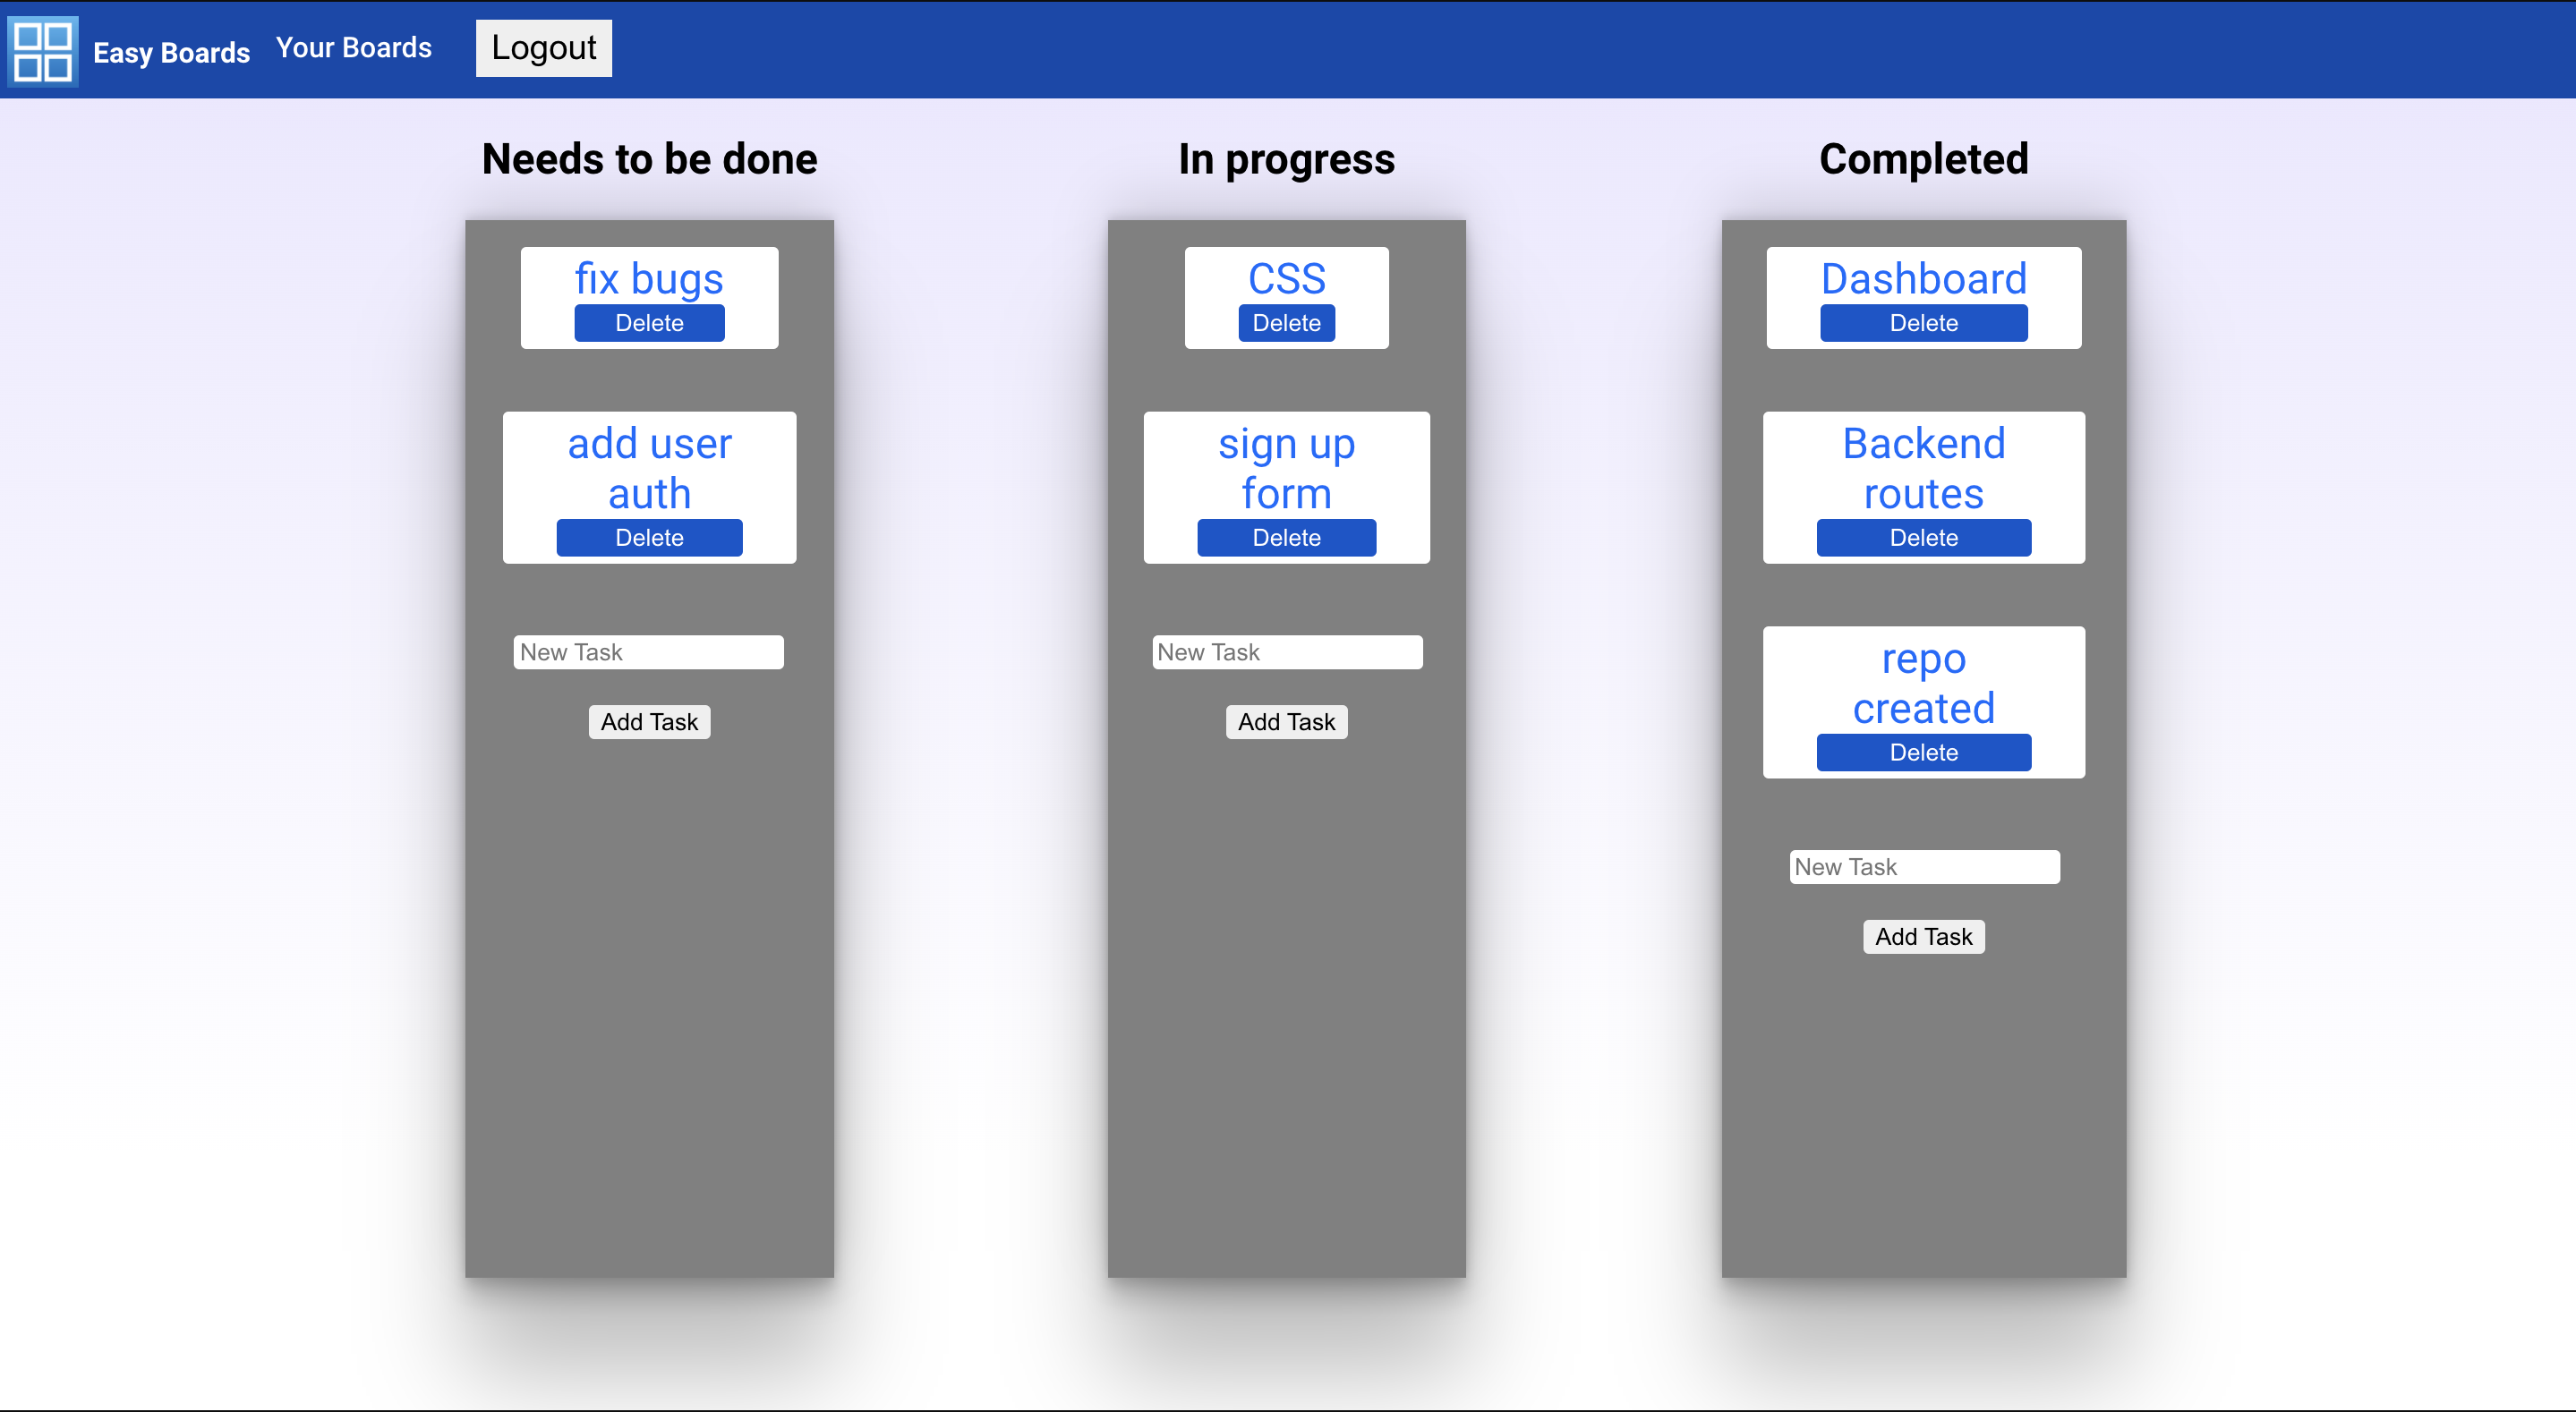 Easy Boards
Your Boards
Logout
Needs to be done
fix bugs
Delete
add user
auth
Delete
New Task
Add Task
In progress
CSS
Delete
sign up
form
Delete
New Task
Add Task
Completed
Dashboard
Delete
Backend
routes
Delete
repo
created
Delete
New Task
Add Task